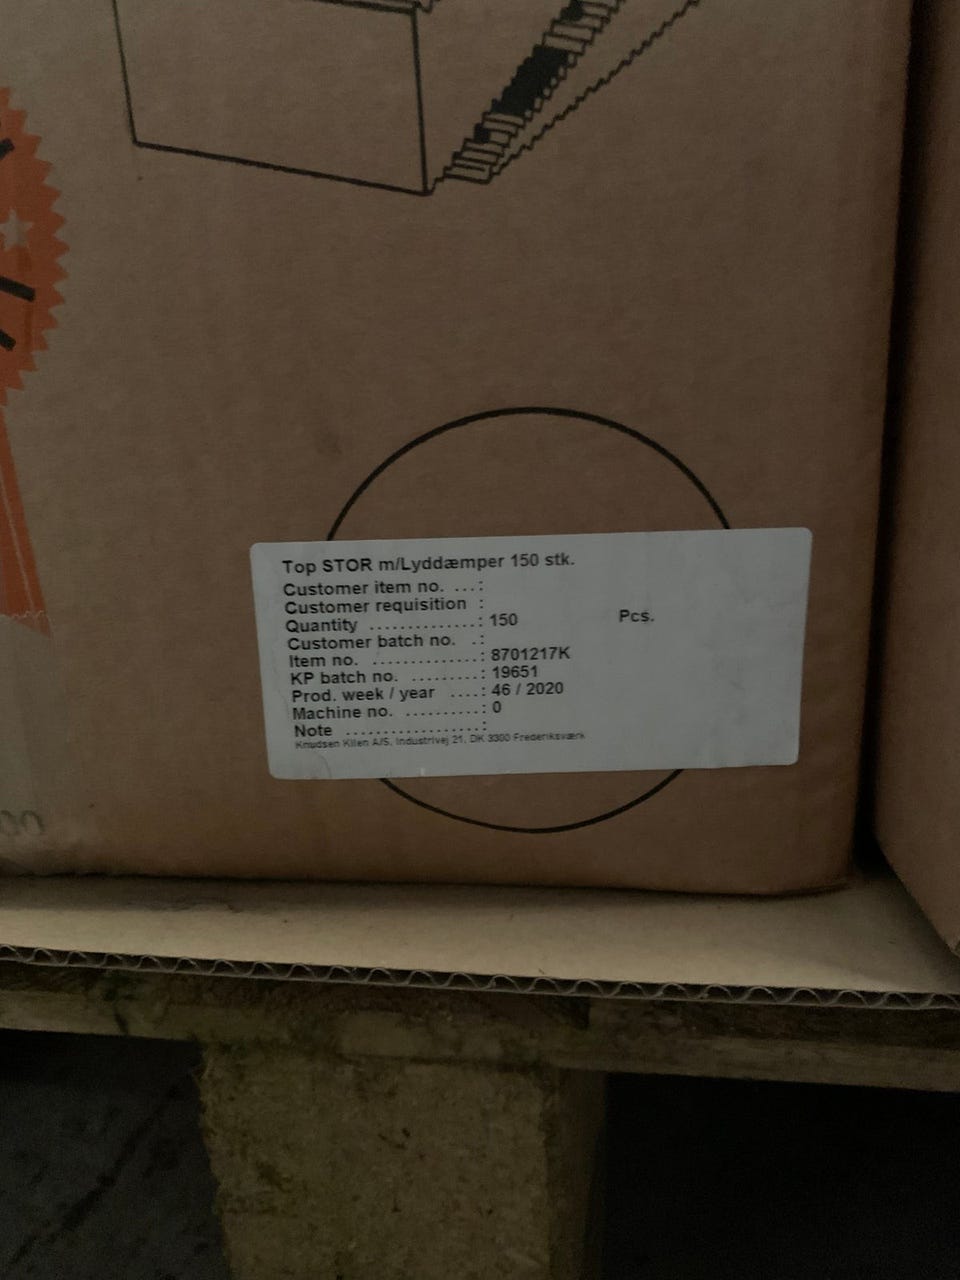 Top STOR m/Lyddæmper 150 stk.
Customer item no. ...:
Customer requisition :
Quantity .............: 150 Pcs.
Customer batch no. .:
Item no. .............: 8701217K
KP batch no. .........: 19651
Prod. week / year ....: 46 / 2020
Machine no. ..........: 0
Note .................:
Knudsen Kilen A/S, Industrivej 21, DK 3300 Frederiksværk
00